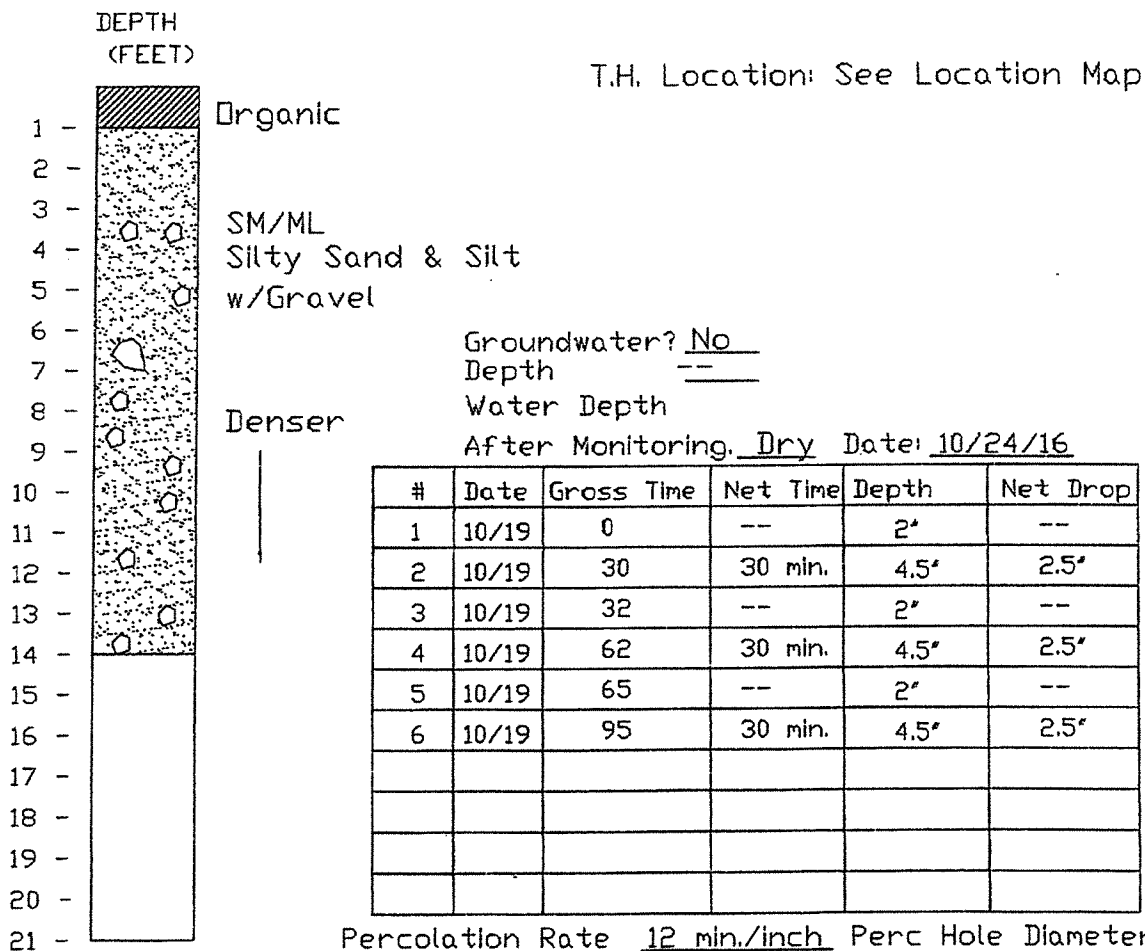 DEPTH
(FEET)
T.H. Location: See Location Map
Organic
1 -
2 -
3 -
SM/ML
4 -
Silty Sand & Silt
5 -
w/Gravel
6 -
Groundwater? No
7 -
Depth --
8 -
Water Depth
Denser
9 -
After Monitoring. Dry Date: 10/24/16
10 -
# Date Gross Time Net Time Depth Net Drop
11 -
1 10/19 0 -- 2" --
12 -
2 10/19 30 30 min. 4.5" 2.5"
13 -
3 10/19 32 -- 2" --
14 -
4 10/19 62 30 min. 4.5" 2.5"
15 -
5 10/19 65 -- 2" --
16 -
6 10/19 95 30 min. 4.5" 2.5"
17 -
18 -
19 -
20 -
21 -
Percolation Rate 12 min./inch Perc Hole Diameter